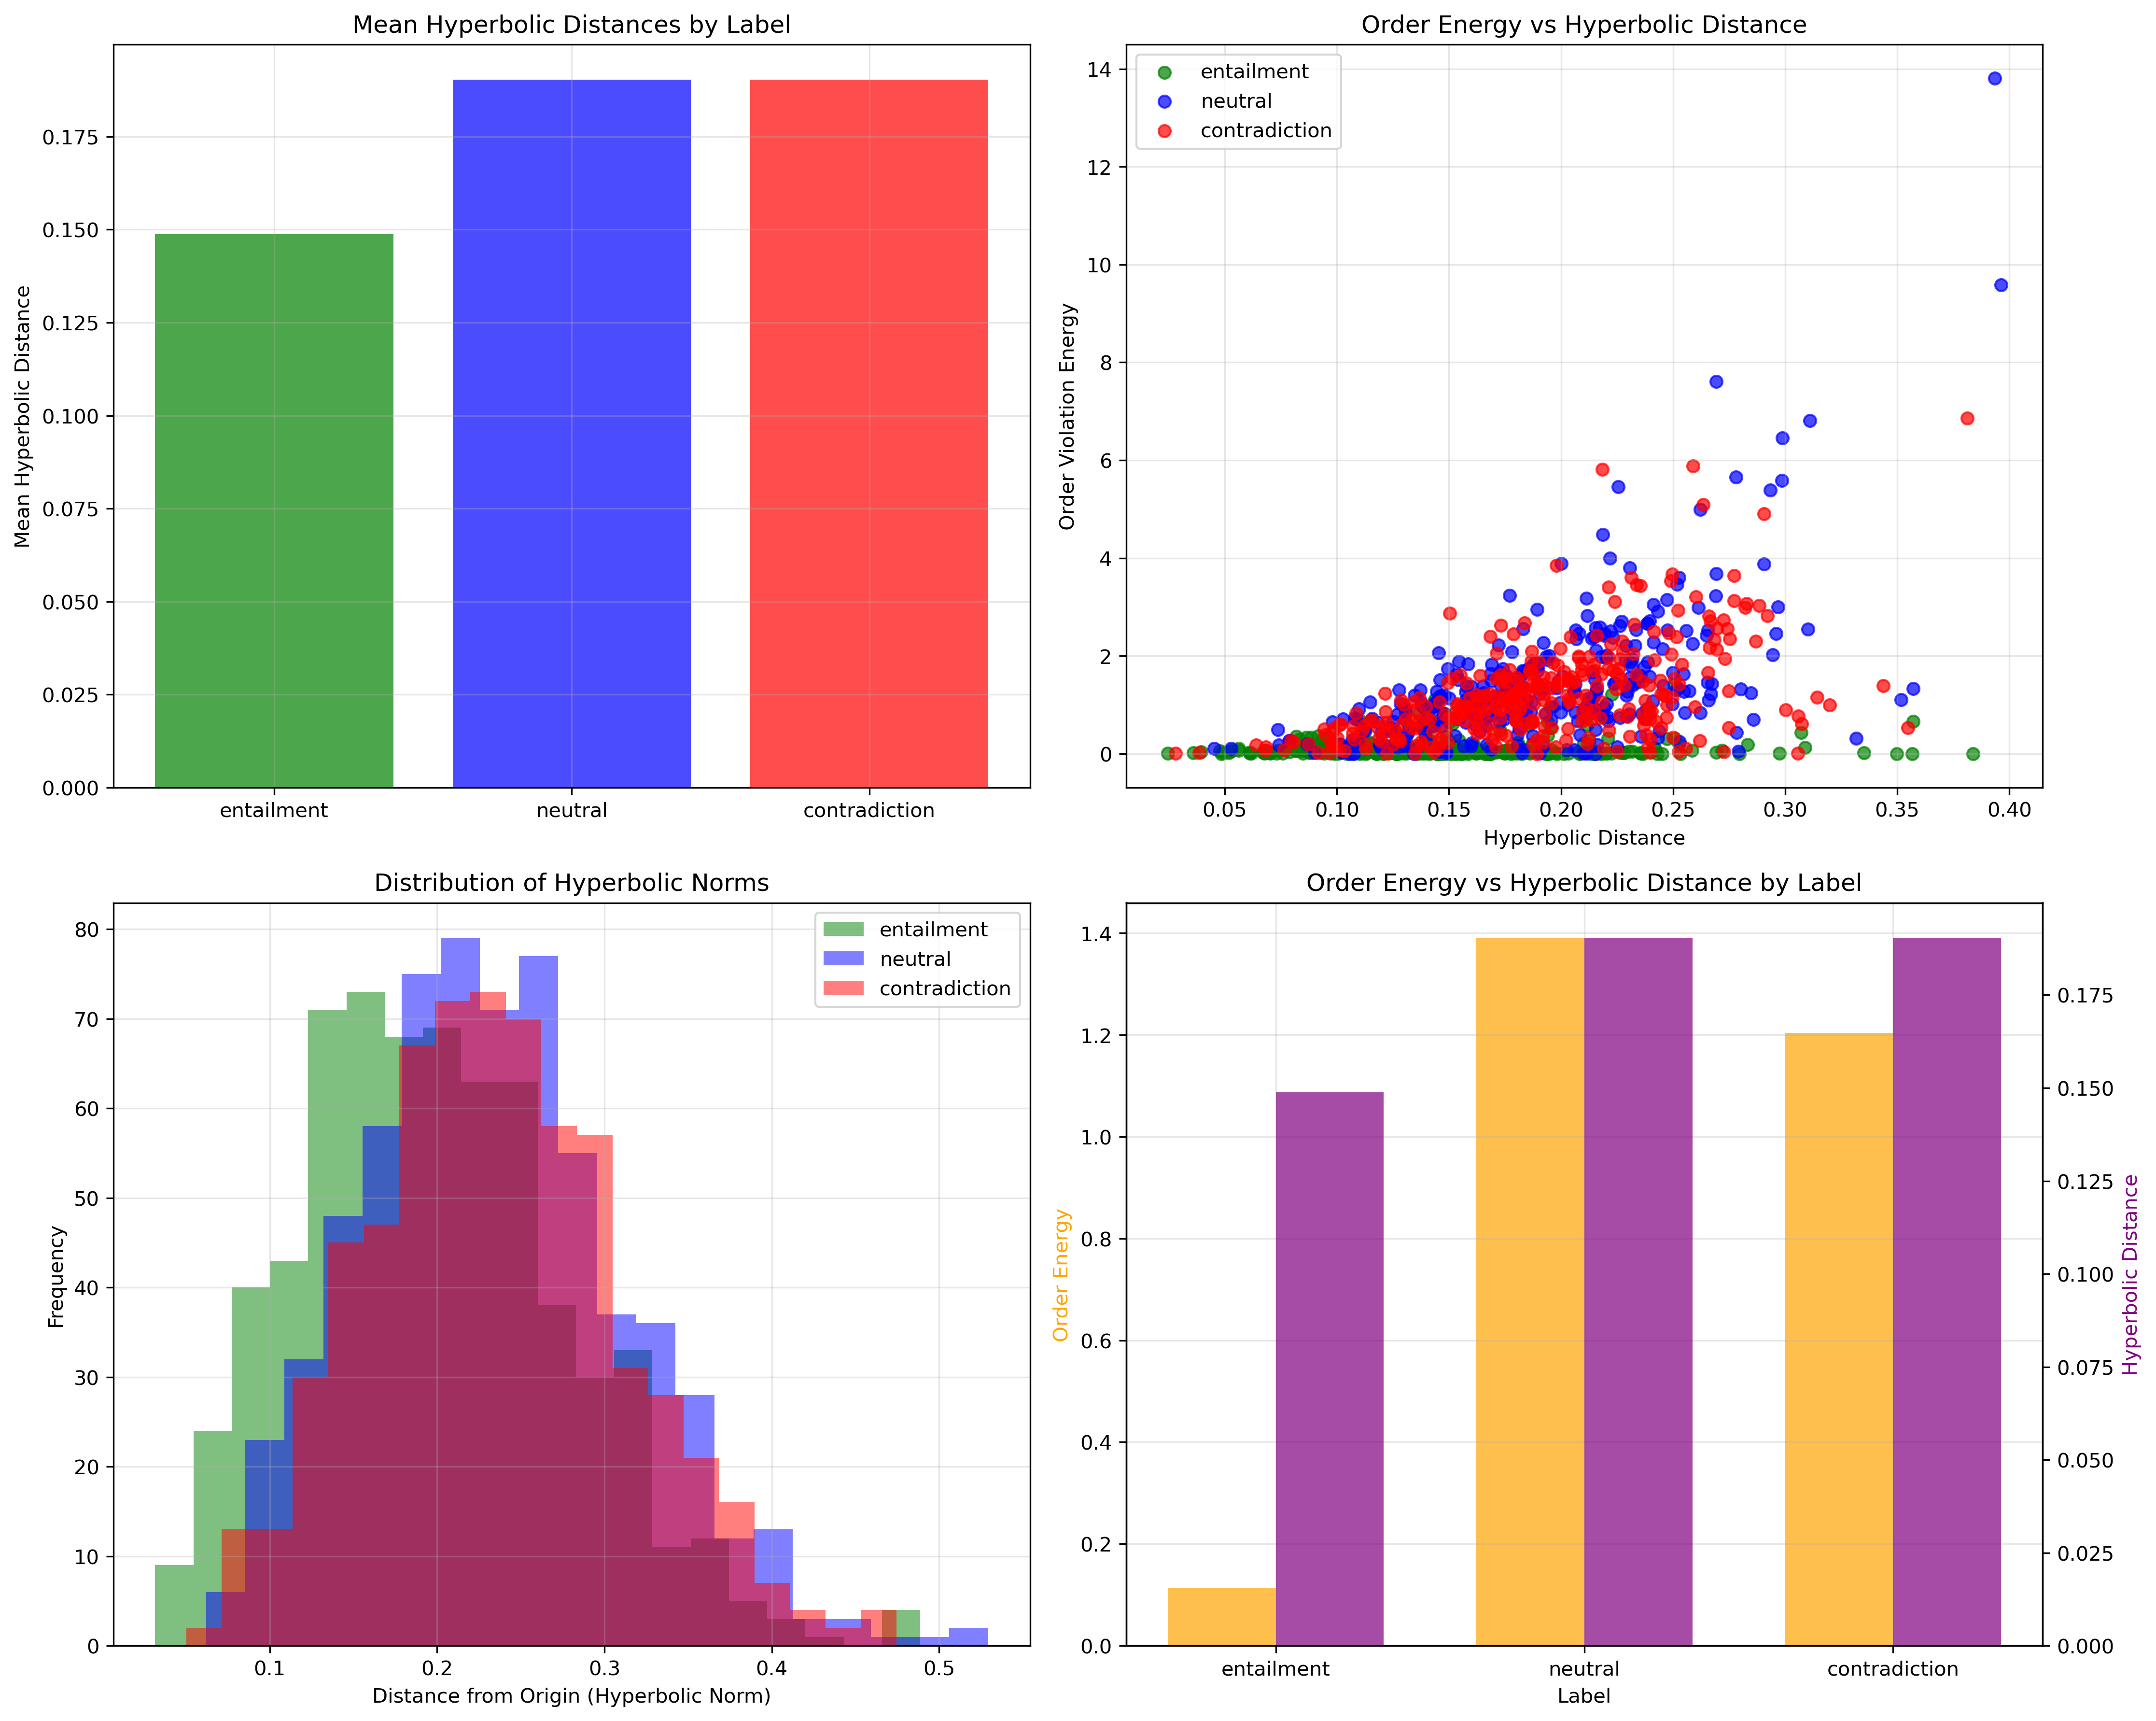 Mean Hyperbolic Distances by Label
Mean Hyperbolic Distance
0.175
0.150
0.125
0.100
0.075
0.050
0.025
0.000
entailment neutral contradiction
Order Energy vs Hyperbolic Distance
entailment
neutral
contradiction
Order Violation Energy
14
12
10
8
6
4
2
0
0.05 0.10 0.15 0.20 0.25 0.30 0.35 0.40
Hyperbolic Distance
Distribution of Hyperbolic Norms
entailment
neutral
contradiction
Frequency
80
70
60
50
40
30
20
10
0
0.1 0.2 0.3 0.4 0.5
Distance from Origin (Hyperbolic Norm)
Order Energy vs Hyperbolic Distance by Label
Order Energy
1.4
1.2
1.0
0.8
0.6
0.4
0.2
0.0
entailment neutral contradiction
Label
0.175
0.150
0.125
0.100
0.075
0.050
0.025
0.000
Hyperbolic Distance